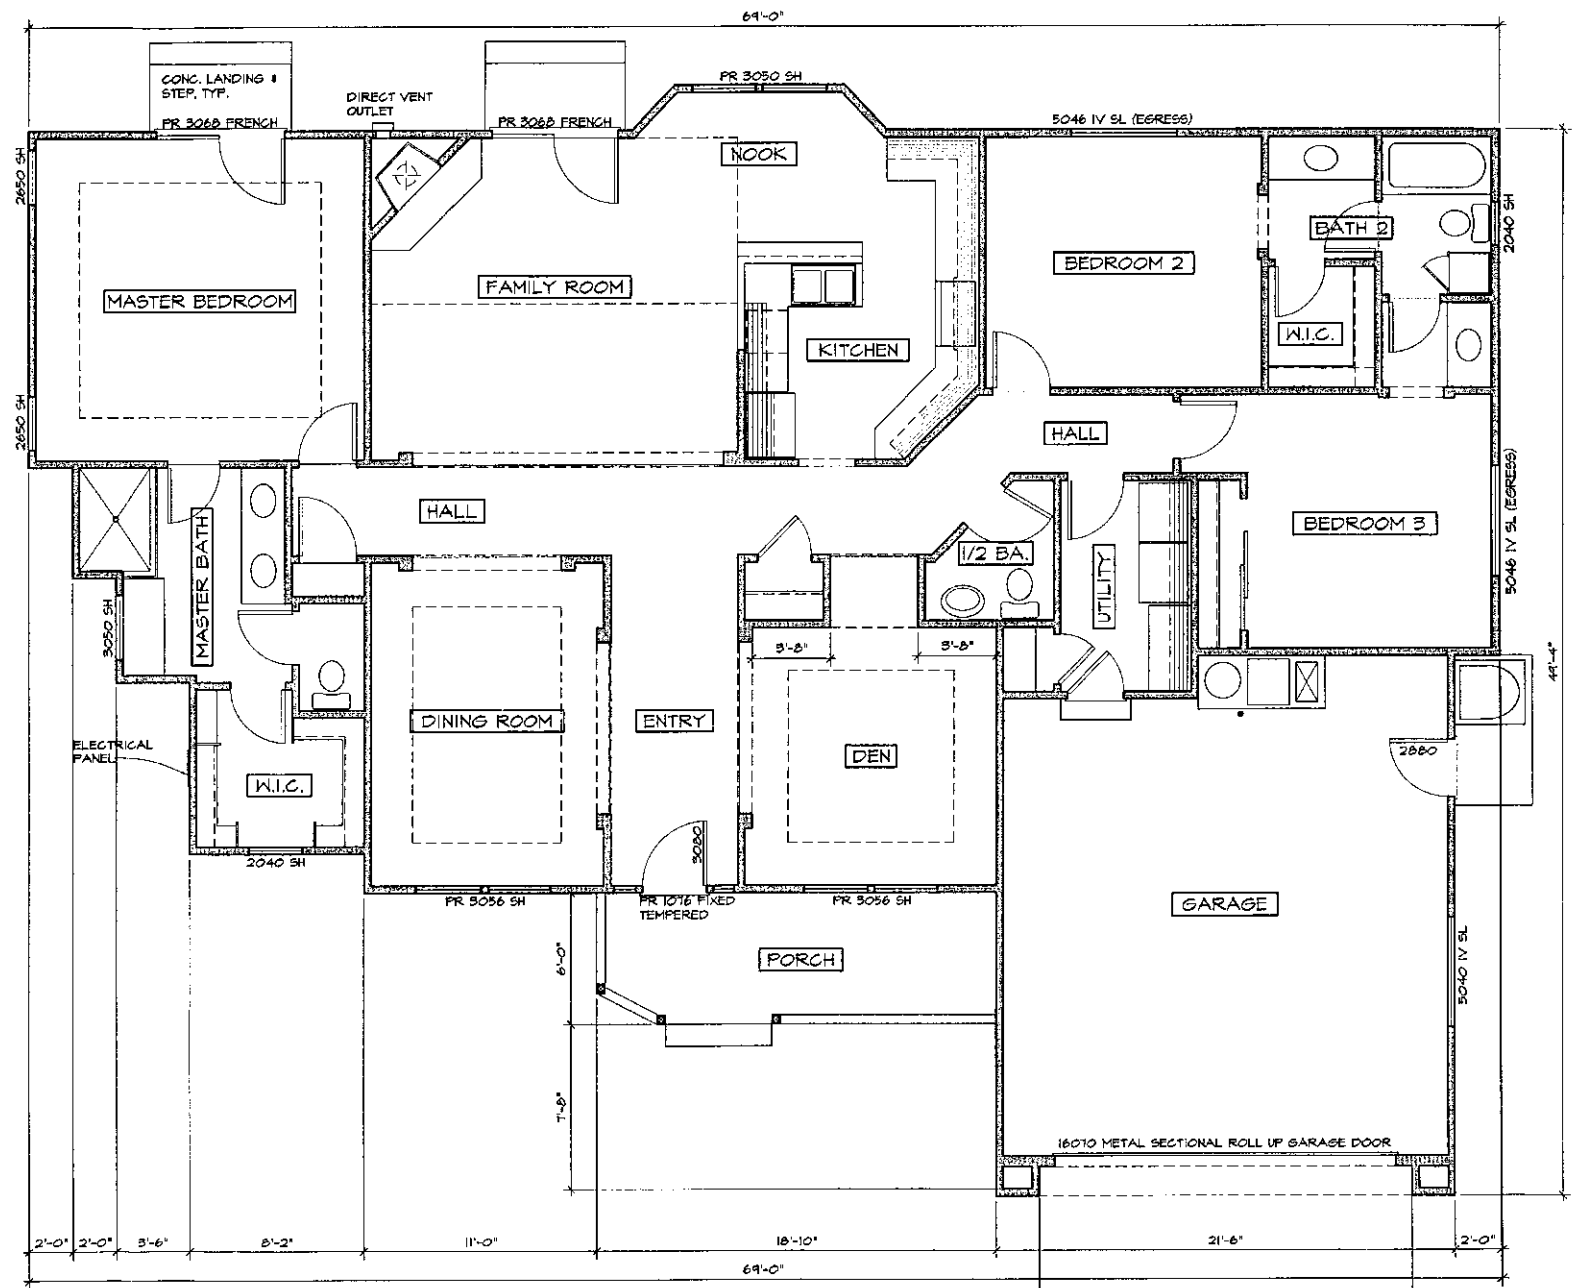 69'-0"
CONC. LANDING &
STEP, TYP.
PR 3068 FRENCH
DIRECT VENT
OUTLET
PR 3068 FRENCH
PR 3050 SH
5046 IV SL (EGRESS)
2650 SH
NOOK
2040 SH
BATH 2
BEDROOM 2
MASTER BEDROOM
FAMILY ROOM
W.I.C.
KITCHEN
2650 SH
HALL
HALL
BEDROOM 3
5046 IV SL (EGRESS)
1/2 BA.
UTILITY
MASTER BATH
3050 SH
3'-8"
3'-8"
49'-4"
DINING ROOM
ENTRY
DEN
ELECTRICAL
PANEL
2880
W.I.C.
3080
2040 SH
PR 3056 SH
PR 1076 FIXED
TEMPERED
PR 3056 SH
GARAGE
6'-0"
PORCH
5040 IV SL
7'-8"
16070 METAL SECTIONAL ROLL UP GARAGE DOOR
2'-0"
2'-0"
3'-6"
8'-2"
11'-0"
18'-10"
21'-6"
2'-0"
69'-0"